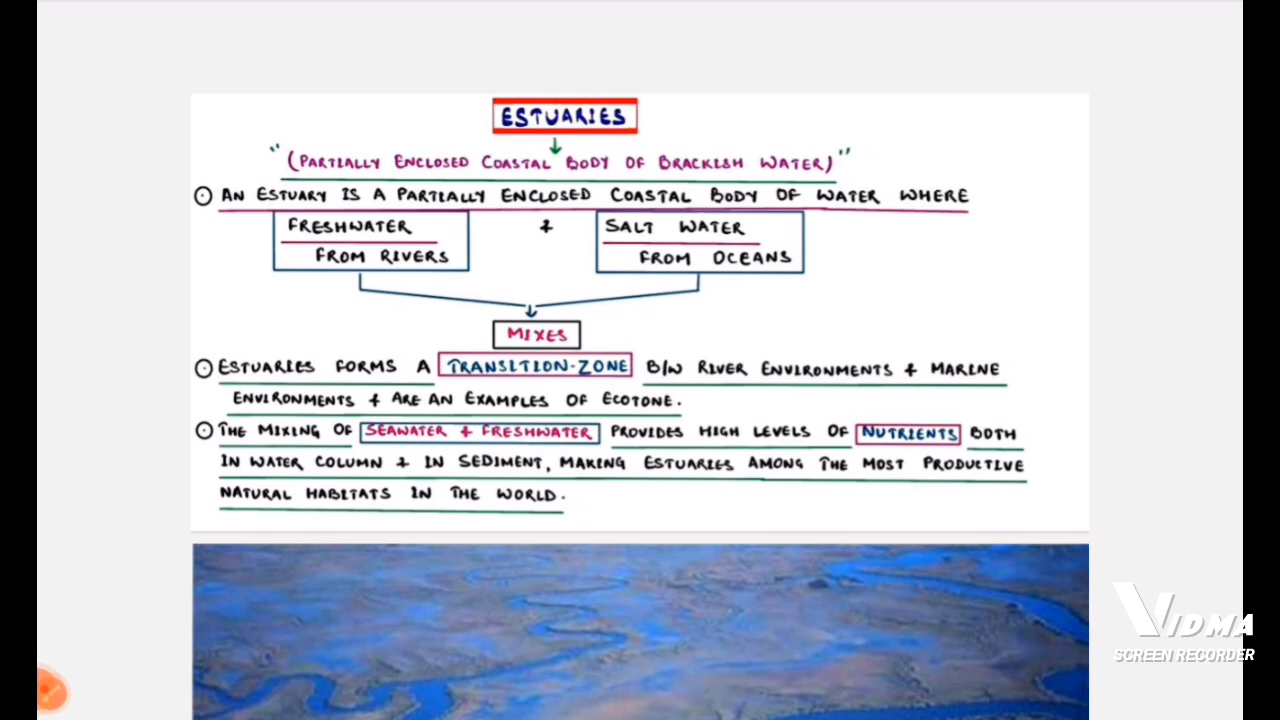 ESTUARIES
"(PARTIALLY ENCLOSED COASTAL BODY OF BRACKISH WATER)"
AN ESTUARY IS A PARTIALLY ENCLOSED COASTAL BODY OF WATER WHERE
FRESHWATER + SALT WATER
FROM RIVERS FROM OCEANS
MIXES
ESTUARIES FORMS A TRANSITION-ZONE B/W RIVER ENVIRONMENTS + MARINE
ENVIRONMENTS + ARE AN EXAMPLES OF ECOTONE.
THE MIXING OF SEAWATER + FRESHWATER PROVIDES HIGH LEVELS OF NUTRIENTS BOTH
IN WATER COLUMN + IN SEDIMENT, MAKING ESTUARIES AMONG THE MOST PRODUCTIVE
NATURAL HABITATS IN THE WORLD.
VIDMA
SCREEN RECORDER